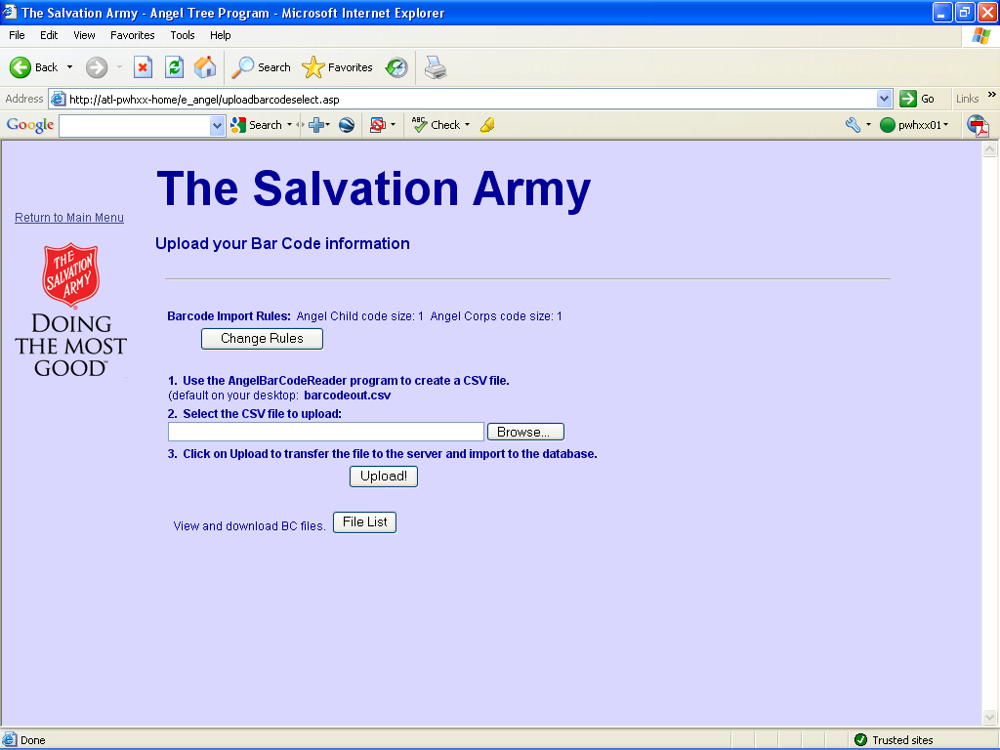 The Salvation Army - Angel Tree Program - Microsoft Internet Explorer
File Edit View Favorites Tools Help
Back Search Favorites
Address http://atl-pwhxx-home/e_angel/uploadbarcodeselect.asp Go Links »
Google Search Check pwhxx01
The Salvation Army
Return to Main Menu
Upload your Bar Code information
THE
SALVATION
ARMY
DOING
THE MOST
GOOD™
Barcode Import Rules: Angel Child code size: 1 Angel Corps code size: 1
Change Rules
1. Use the AngelBarCodeReader program to create a CSV file.
(default on your desktop: barcodeout.csv
2. Select the CSV file to upload:
Browse...
3. Click on Upload to transfer the file to the server and import to the database.
Upload!
View and download BC files. File List
Done Trusted sites